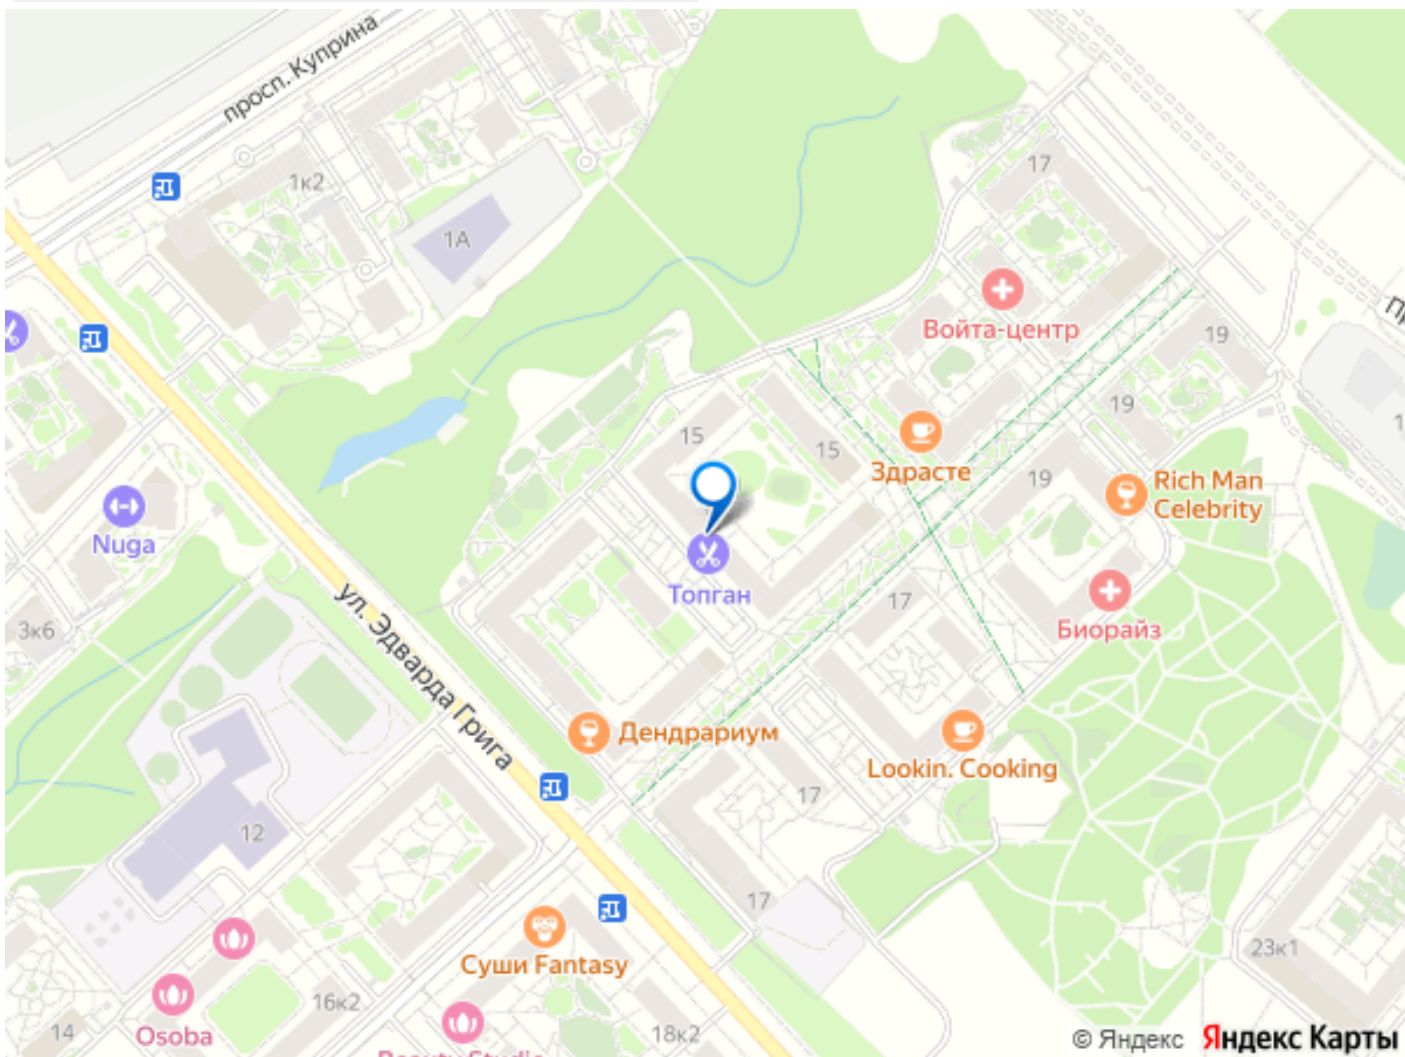 просп. Куприна
17
1к2
1А
Войта-центр
19
19
15
15
Здрасте
19
Rich Man
Celebrity
Nuga
Топган
17
Биорайз
3к6
ул. Эдварда Грига
Дендрариум
Lookin. Cooking
17
12
17
Суши Fantasy
23к1
16к2
14
Osoba
18к2
© Яндекс
Яндекс Карты